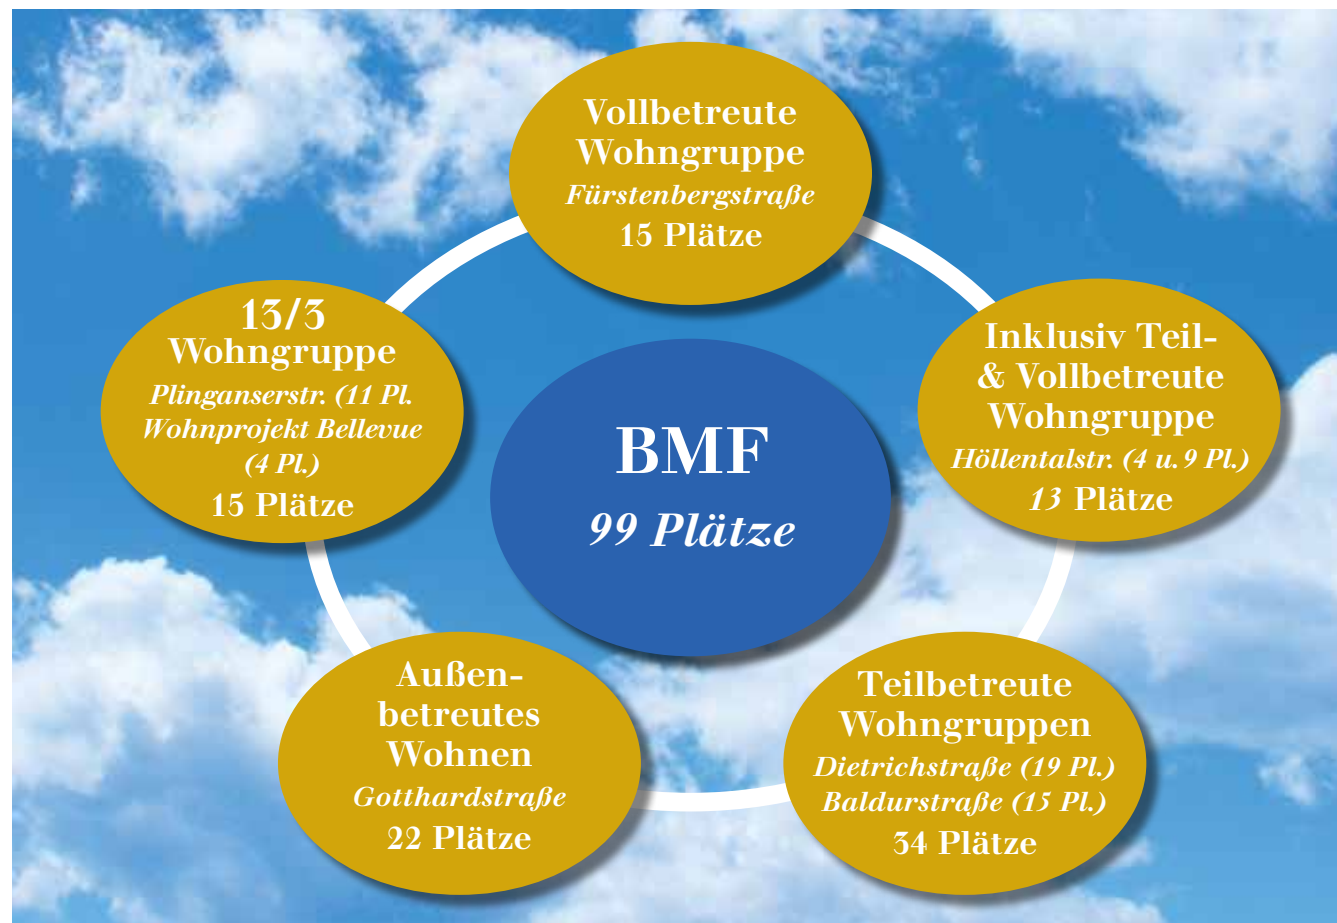 Vollbetreute
Wohngruppe
Fürstenbergstraße
15 Plätze
13/3
Wohngruppe
Plinganserstr. (11 Pl.
Wohnprojekt Bellevue
(4 Pl.)
15 Plätze
Inklusiv Teil-
& Vollbetreute
Wohngruppe
Höllentalstr. (4 u. 9 Pl.)
13 Plätze
BMF
99 Plätze
Außen-
betreutes
Wohnen
Gotthardstraße
22 Plätze
Teilbetreute
Wohngruppen
Dietrichstraße (19 Pl.)
Baldurstraße (15 Pl.)
34 Plätze